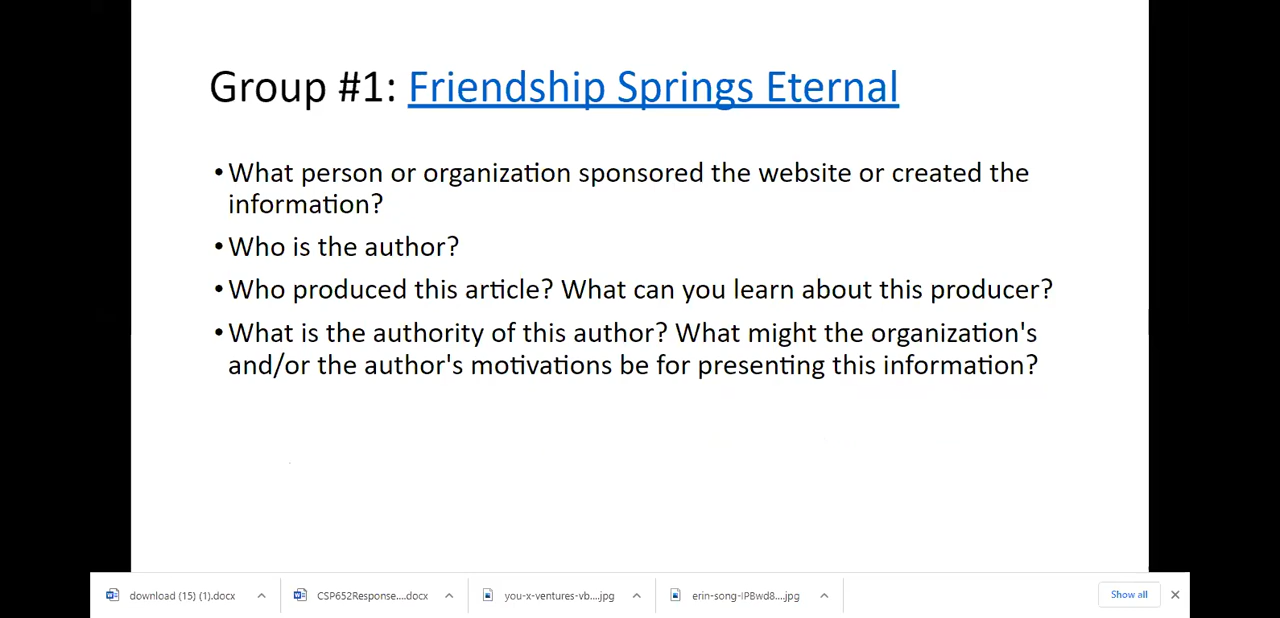 Group #1: Friendship Springs Eternal
•What person or organization sponsored the website or created the
information?
•Who is the author?
•Who produced this article? What can you learn about this producer?
•What is the authority of this author? What might the organization's
and/or the author's motivations be for presenting this information?
download (15) (1).docx CSP652Response....docx you-x-ventures-vb....jpg erin-song-IPBwd8....jpg Show all